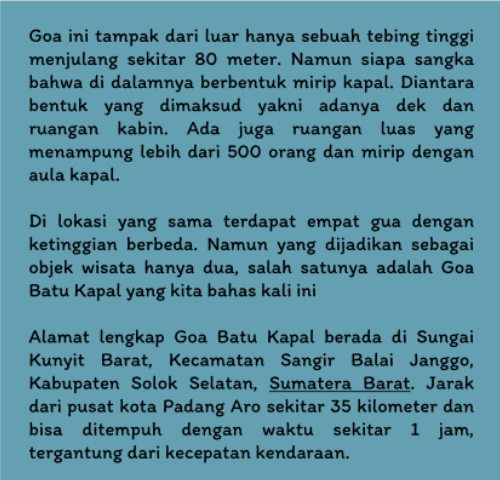 Goa ini tampak dari luar hanya sebuah tebing tinggi
menjulang sekitar 80 meter. Namun siapa sangka
bahwa di dalamnya berbentuk mirip kapal. Diantara
bentuk yang dimaksud yakni adanya dek dan
ruangan kabin. Ada juga ruangan luas yang
menampung lebih dari 500 orang dan mirip dengan
aula kapal.
Di lokasi yang sama terdapat empat gua dengan
ketinggian berbeda. Namun yang dijadikan sebagai
objek wisata hanya dua, salah satunya adalah Goa
Batu Kapal yang kita bahas kali ini
Alamat lengkap Goa Batu Kapal berada di Sungai
Kunyit Barat, Kecamatan Sangir Balai Janggo,
Kabupaten Solok Selatan, Sumatera Barat. Jarak
dari pusat kota Padang Aro sekitar 35 kilometer dan
bisa ditempuh dengan waktu sekitar 1 jam,
tergantung dari kecepatan kendaraan.